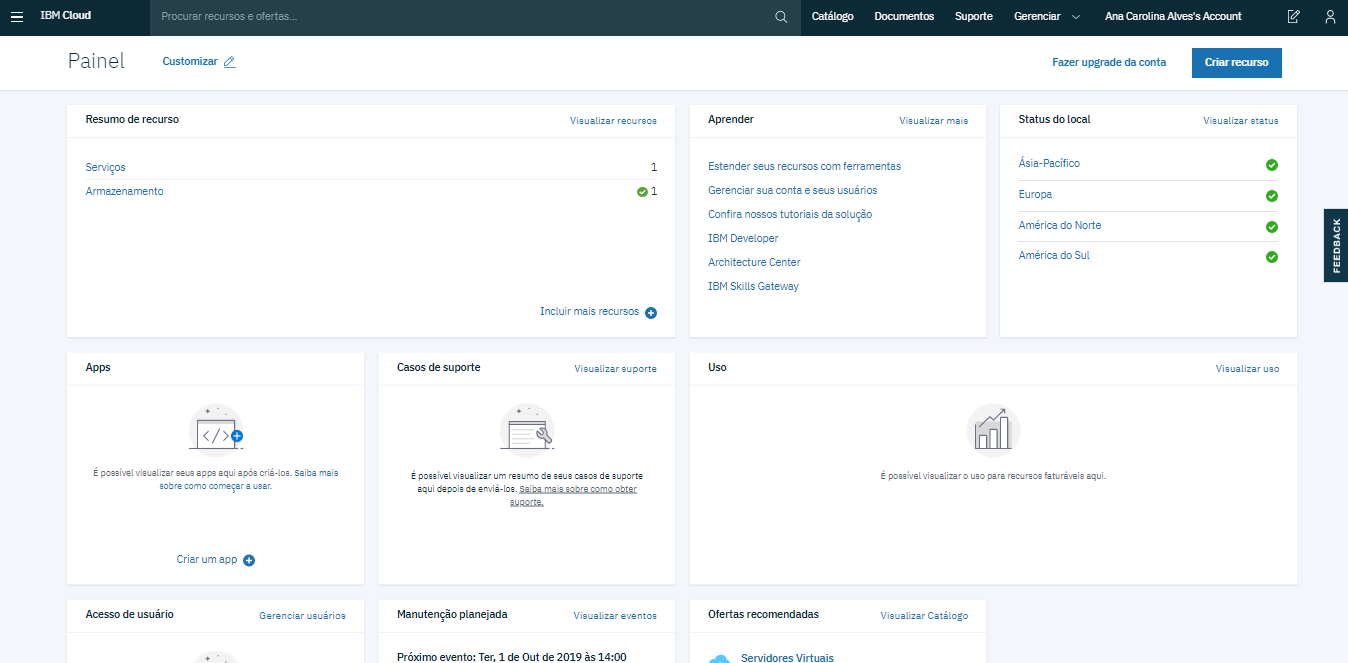 IBM Cloud
Procurar recursos e ofertas...
Catálogo
Documentos
Suporte
Gerenciar
Ana Carolina Alves's Account
Painel
Customizar
Fazer upgrade da conta
Criar recurso
Resumo de recurso
Visualizar recursos
Serviços 1
Armazenamento 1
Incluir mais recursos
Aprender
Visualizar mais
Estender seus recursos com ferramentas
Gerenciar sua conta e seus usuários
Confira nossos tutoriais da solução
IBM Developer
Architecture Center
IBM Skills Gateway
Status do local
Visualizar status
Ásia-Pacífico
Europa
América do Norte
América do Sul
FEEDBACK
Apps
É possível visualizar seus apps aqui após criá-los. Saiba mais
sobre como começar a usar.
Criar um app
Casos de suporte
Visualizar suporte
É possível visualizar um resumo de seus casos de suporte
aqui depois de enviá-los. Saiba mais sobre como obter
suporte.
Uso
Visualizar uso
É possível visualizar o uso para recursos faturáveis aqui.
Acesso de usuário
Gerenciar usuários
Manutenção planejada
Visualizar eventos
Próximo evento: Ter, 1 de Out de 2019 às 14:00
Ofertas recomendadas
Visualizar Catálogo
Servidores Virtuais